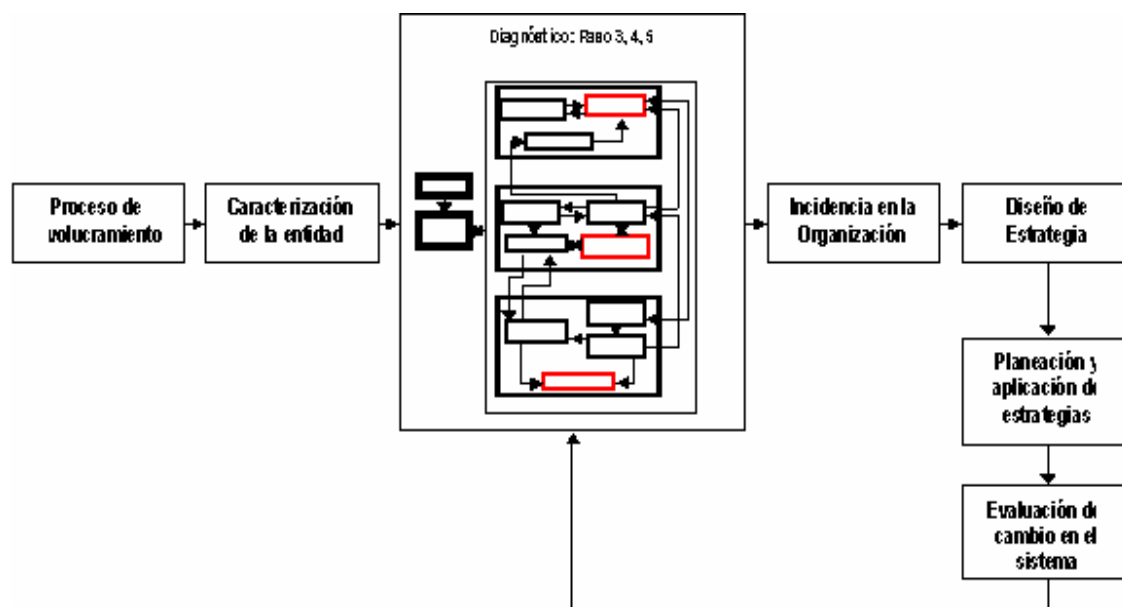 Diagnóstico: Paso 3, 4, 5
Proceso de
volucramiento
Caracterización
de la entidad
Incidencia en la
Organización
Diseño de
Estrategia
Planeación y
aplicación de
estrategias
Evaluación de
cambio en el
sistema